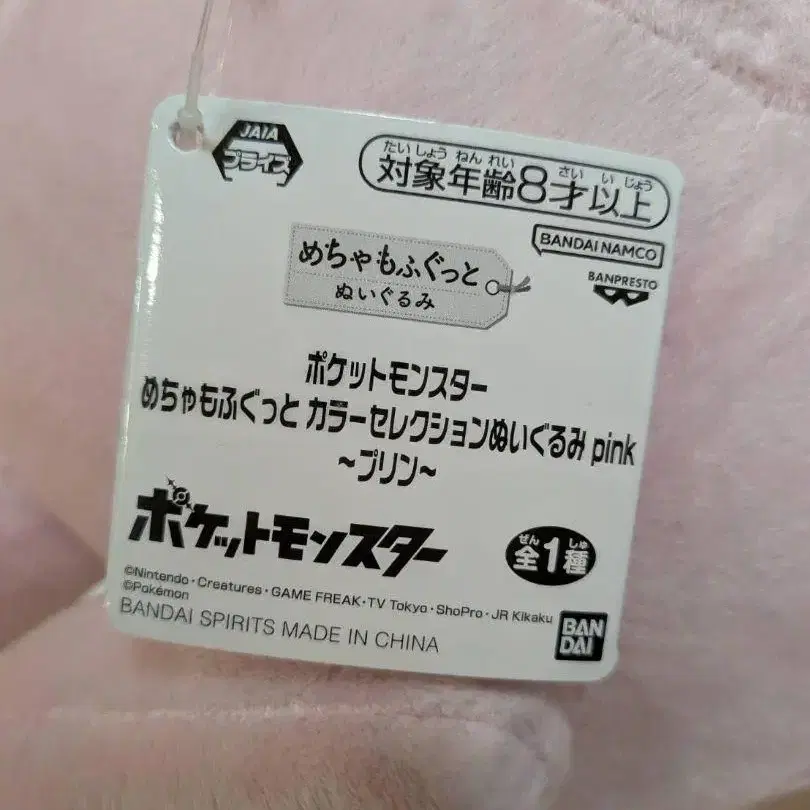 JAIA
プライズ
たいしょうねんれい さいいじょう
対象年齢8才以上
BANDAI NAMCO
BANPRESTO
めちゃもふぐっと
ぬいぐるみ
ポケットモンスター
めちゃもふぐっと カラーセレクションぬいぐるみ pink
~プリン~
ポケットモンスター
ぜん しゅ
全1種
©Nintendo・Creatures・GAME FREAK・TV Tokyo・ShoPro・JR Kikaku
©Pokémon
BANDAI SPIRITS MADE IN CHINA
BAN
DAI